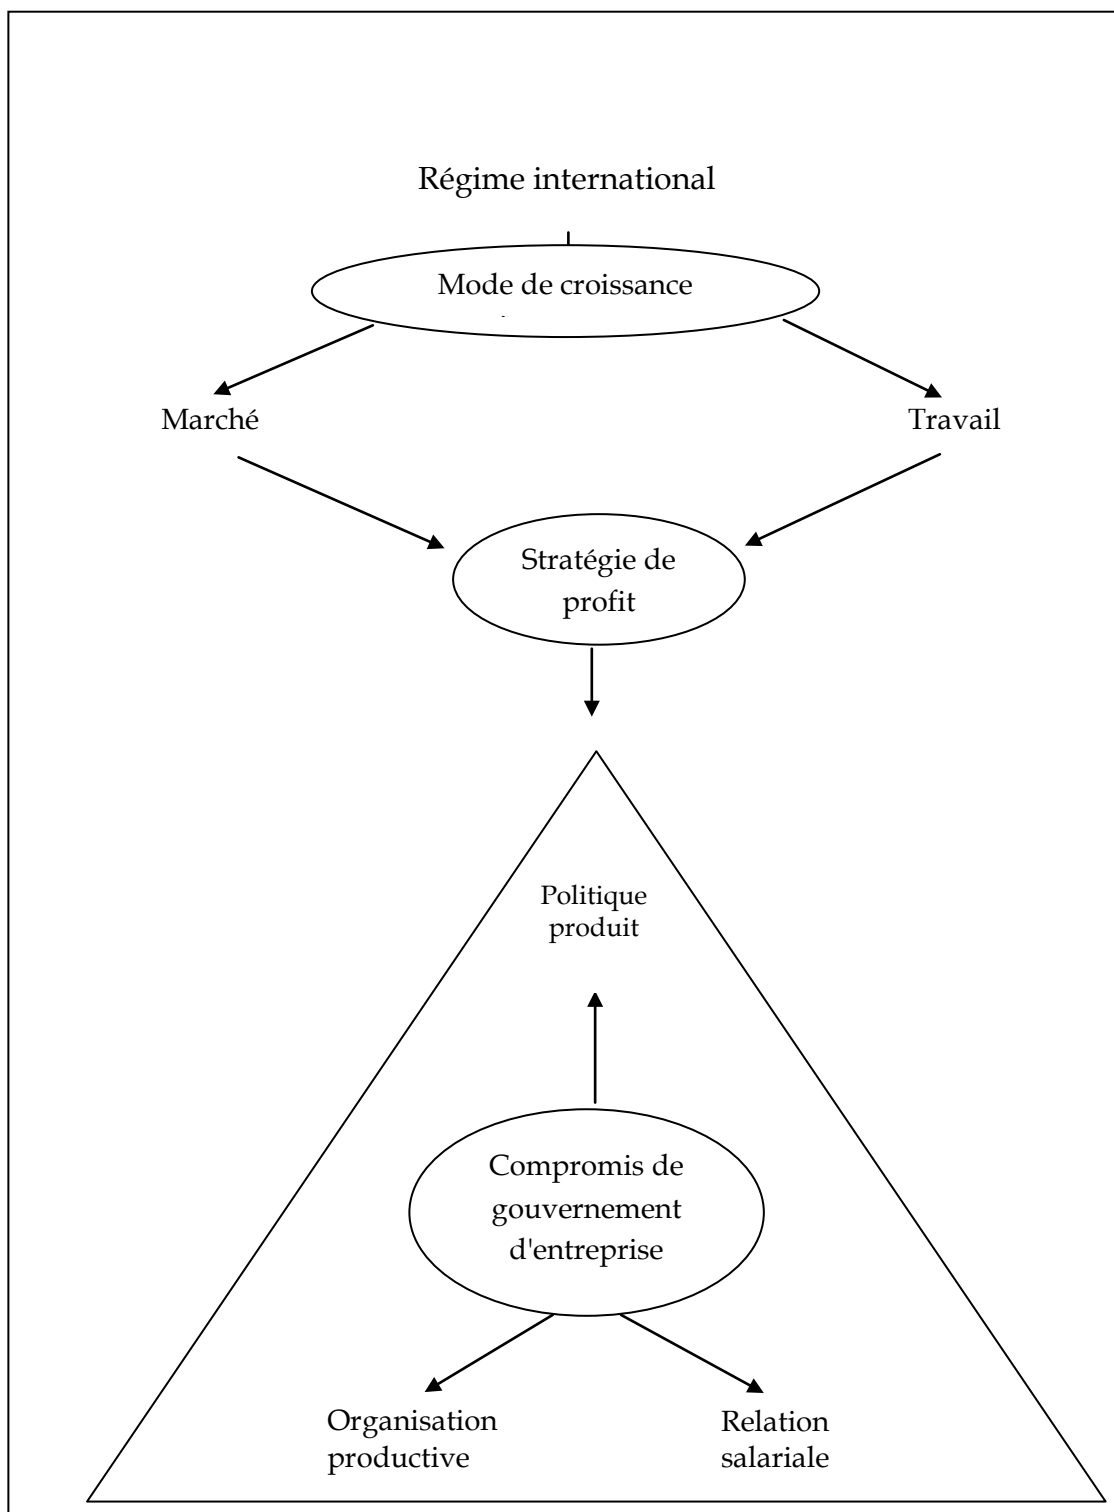 Régime international
Mode de croissance
Marché
Travail
Stratégie de
profit
Politique
produit
Compromis de
gouvernement
d'entreprise
Organisation
productive
Relation
salariale